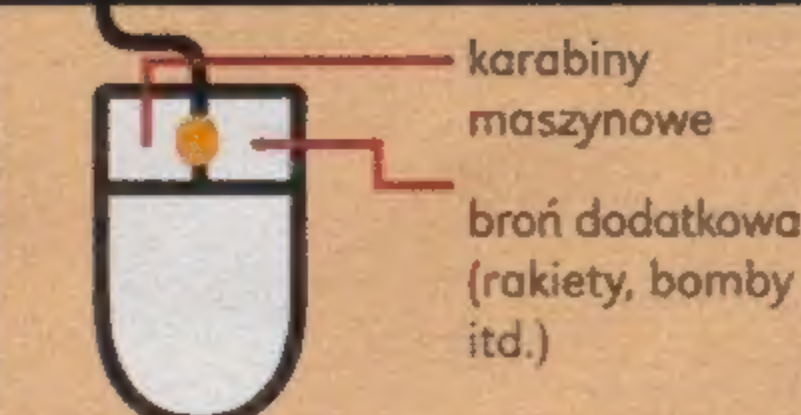 karabiny
maszynowe
broń dodatkowa
(rakiety, bomby
itd.)